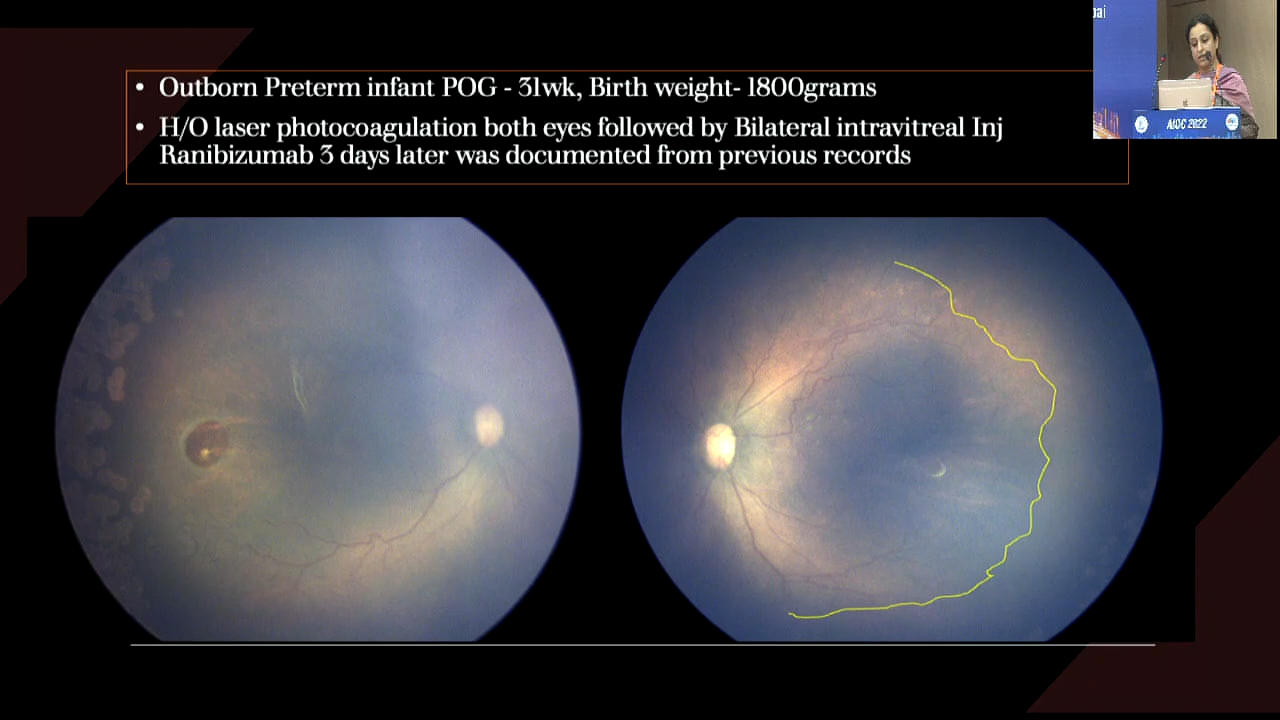 • Outborn Preterm infant POG - 31wk, Birth weight- 1800grams
• H/O laser photocoagulation both eyes followed by Bilateral intravitreal Inj
Ranibizumab 3 days later was documented from previous records
AIOC 2022